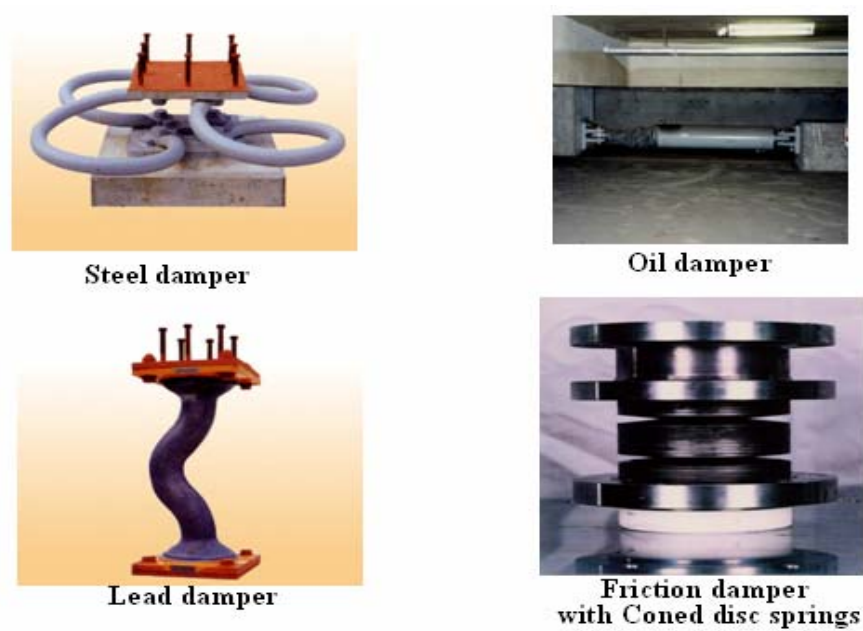 Steel damper
Oil damper
Lead damper
Friction damper
with Coned disc springs